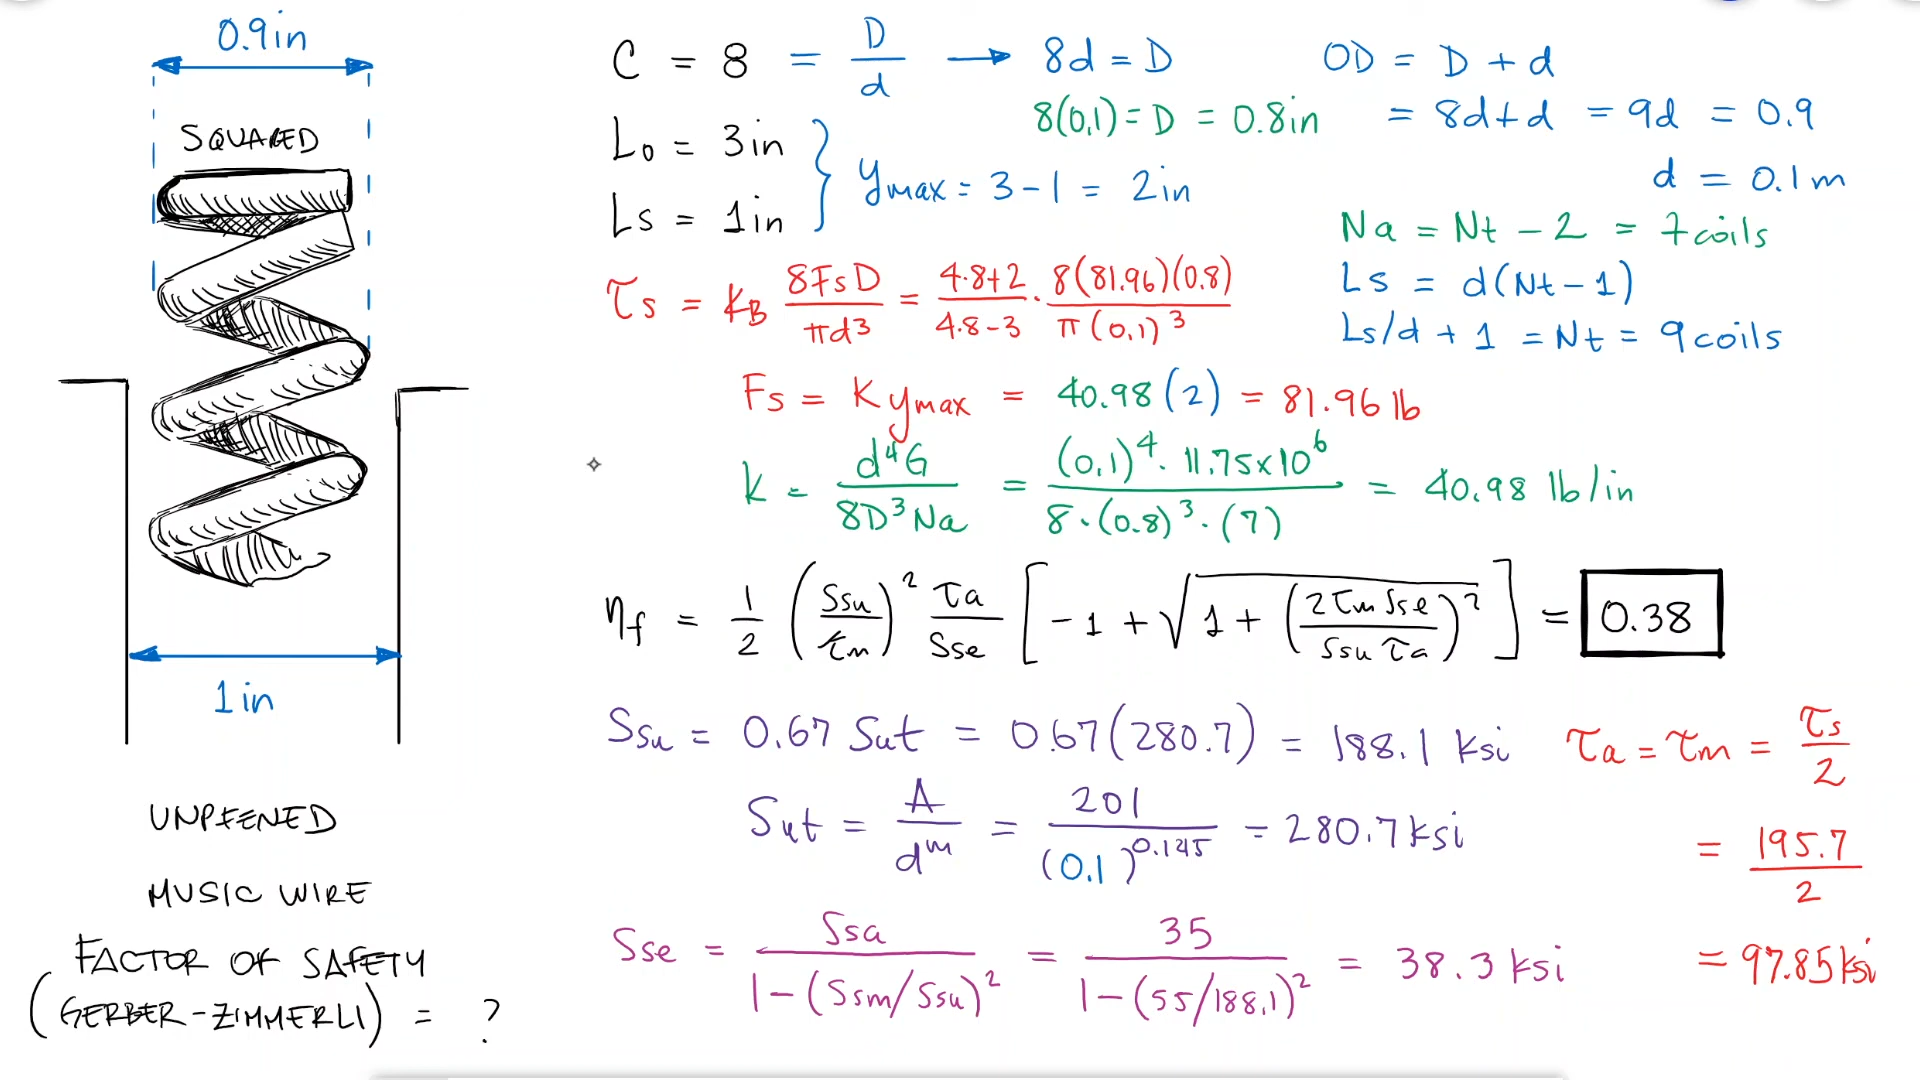 0.9in
SQUARED
1in
UNPEENED
MUSIC WIRE
FACTOR OF SAFETY
(GERBER-ZIMMERLI) = ?
C = 8 = D/d → 8d = D
8(0.1) = D = 0.8in
OD = D + d
= 8d+d = 9d = 0.9
d = 0.1m
Lo = 3in
Ls = 1in
ymax = 3-1 = 2in
Na = Nt - 2 = 7coils
Ls = d(Nt-1)
Ls/d + 1 = Nt = 9coils
τs = KB 8FsD/πd³ = 4·8+2/4·8-3 · 8(81.96)(0.8)/π(0.1)³
Fs = K ymax = 40.98(2) = 81.96 lb
k = d⁴G/8D³Na = (0.1)⁴·11.75x10⁶/8·(0.8)³·(7) = 40.98 lb/in
ηf = 1/2 (Ssu/τm)² τa/Sse [-1 + √1+(2τmSse/Ssuτa)²] = 0.38
Ssu = 0.67 Sut = 0.67(280.7) = 188.1 ksi
Sut = A/dᵐ = 201/(0.1)^0.145 = 280.7ksi
Sse = Ssa/1-(Ssm/Ssu)² = 35/1-(55/188.1)² = 38.3 ksi
τa = τm = τs/2
= 195.7/2
= 97.85ksi